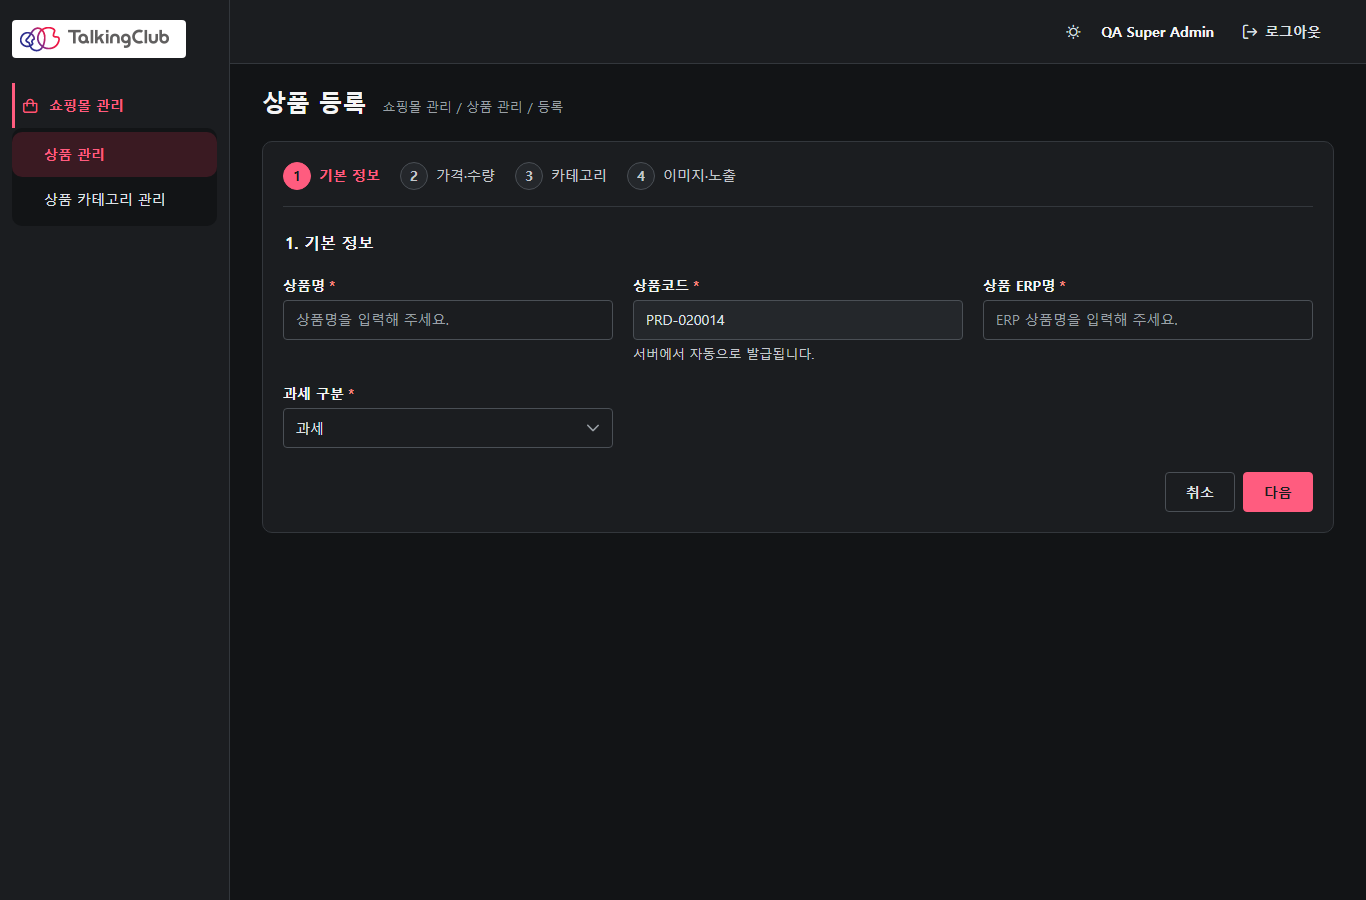 TalkingClub
QA Super Admin
로그아웃
쇼핑몰 관리
상품 관리
상품 카테고리 관리
상품 등록
쇼핑몰 관리 / 상품 관리 / 등록
1 기본 정보 2 가격·수량 3 카테고리 4 이미지·노출
1. 기본 정보
상품명 * 상품코드 * 상품 ERP명 *
상품명을 입력해 주세요. PRD-020014 ERP 상품명을 입력해 주세요.
서버에서 자동으로 발급됩니다.
과세 구분 *
과세
취소 다음